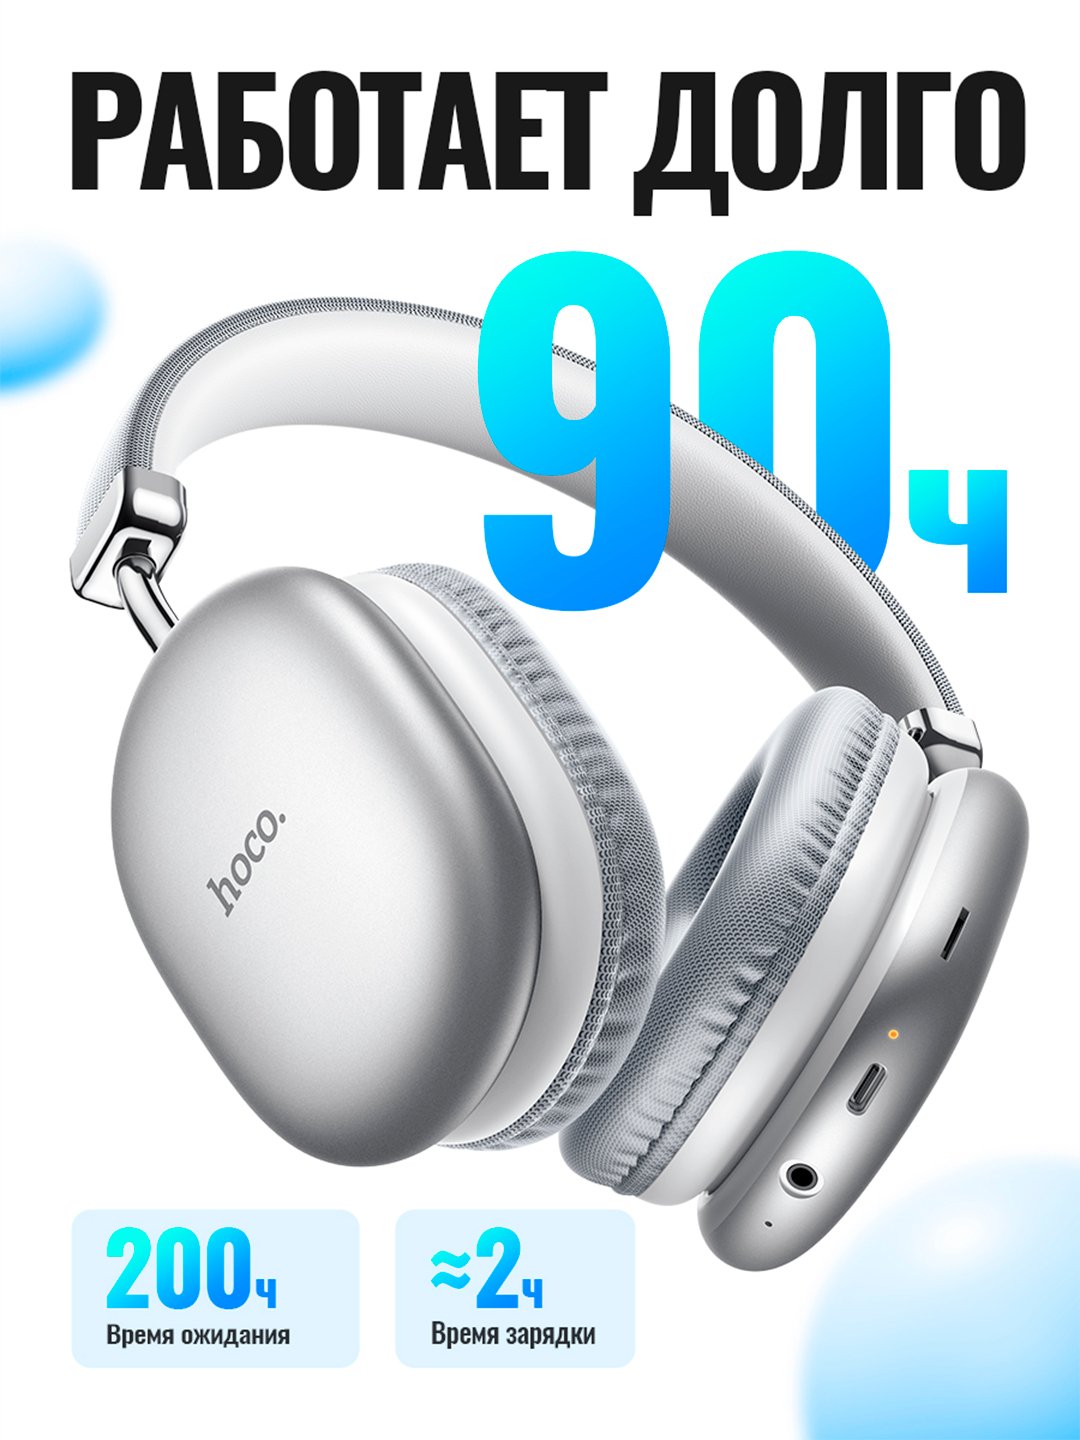 РАБОТАЕТ ДОЛГО
90ч
hoco.
200ч
Время ожидания
≈2ч
Время зарядки